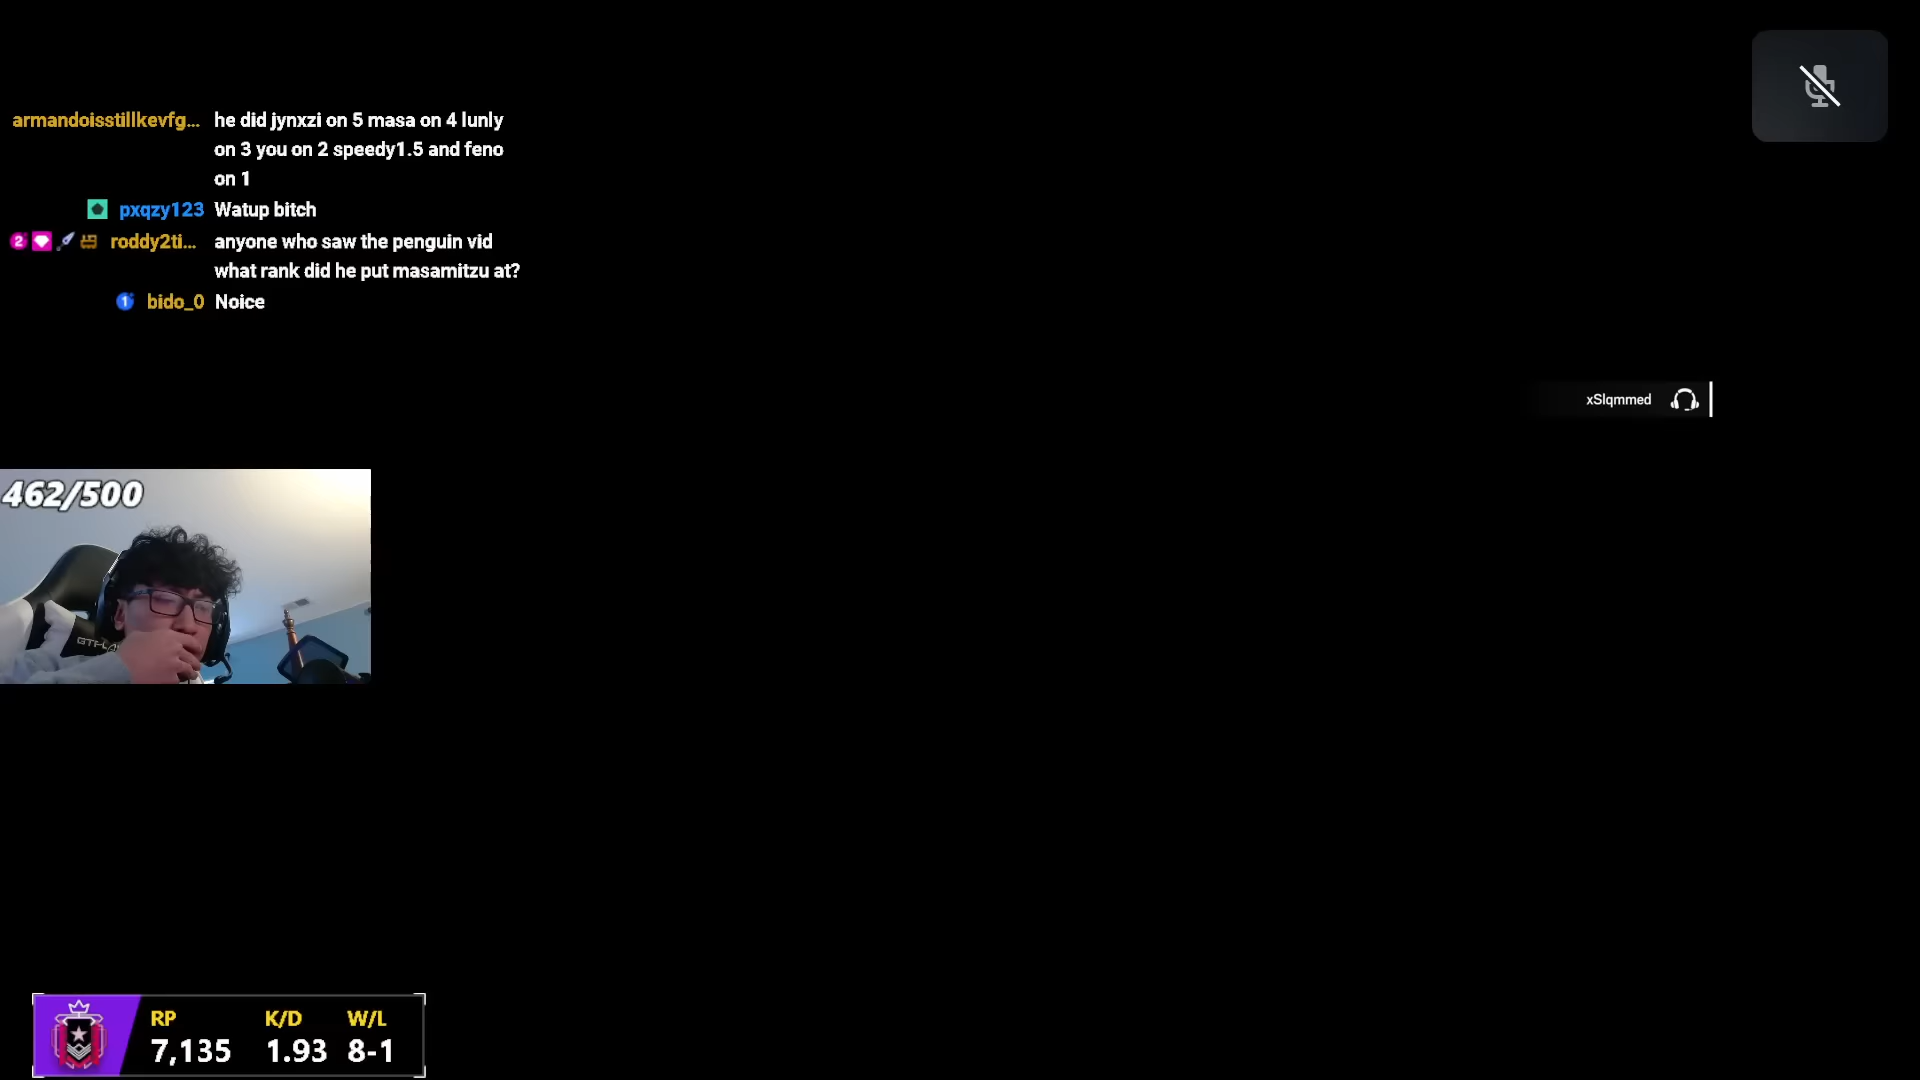 armandoisstillkevfg... he did jynxzi on 5 masa on 4 lunly
on 3 you on 2 speedy1.5 and feno
on 1
pxqzy123 Watup bitch
2 roddy2ti... anyone who saw the penguin vid
what rank did he put masamitzu at?
1 bido_0 Noice
xSlqmmed
462/500
RP K/D W/L
7,135 1.93 8-1